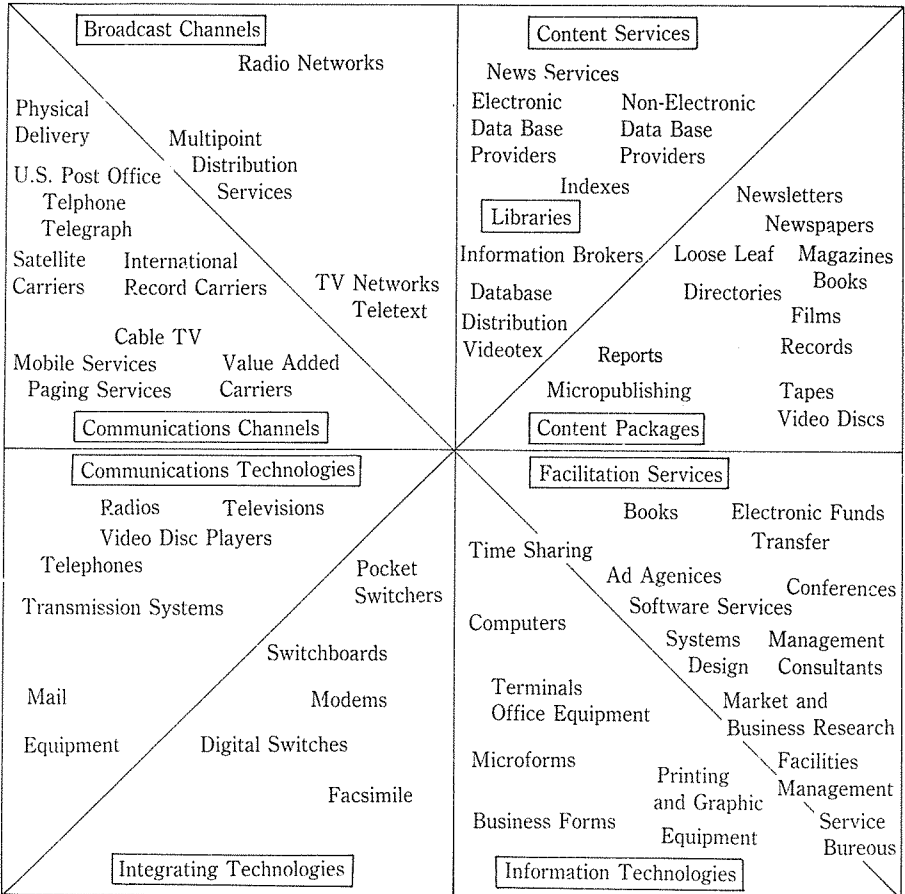 Broadcast Channels
Radio Networks
Physical
Delivery
Multipoint
Distribution
Services
U.S. Post Office
Telphone
Telegraph
Satellite
Carriers
International
Record Carriers
TV Networks
Teletext
Cable TV
Mobile Services
Paging Services
Value Added
Carriers
Communications Channels
Content Services
News Services
Electronic
Data Base
Providers
Non-Electronic
Data Base
Providers
Indexes
Libraries
Information Brokers
Database
Distribution
Videotex
Newsletters
Newspapers
Loose Leaf
Magazines
Books
Directories
Films
Records
Reports
Micropublishing
Tapes
Video Discs
Content Packages
Communications Technologies
Radios
Televisions
Video Disc Players
Telephones
Pocket
Switchers
Transmission Systems
Switchboards
Mail
Modems
Equipment
Digital Switches
Facsimile
Integrating Technologies
Facilitation Services
Books
Electronic Funds
Transfer
Time Sharing
Ad Agenices
Conferences
Software Services
Computers
Systems
Design
Management
Consultants
Terminals
Office Equipment
Market and
Business Research
Microforms
Facilities
Management
Printing
and Graphic
Equipment
Business Forms
Service
Bureous
Information Technologies